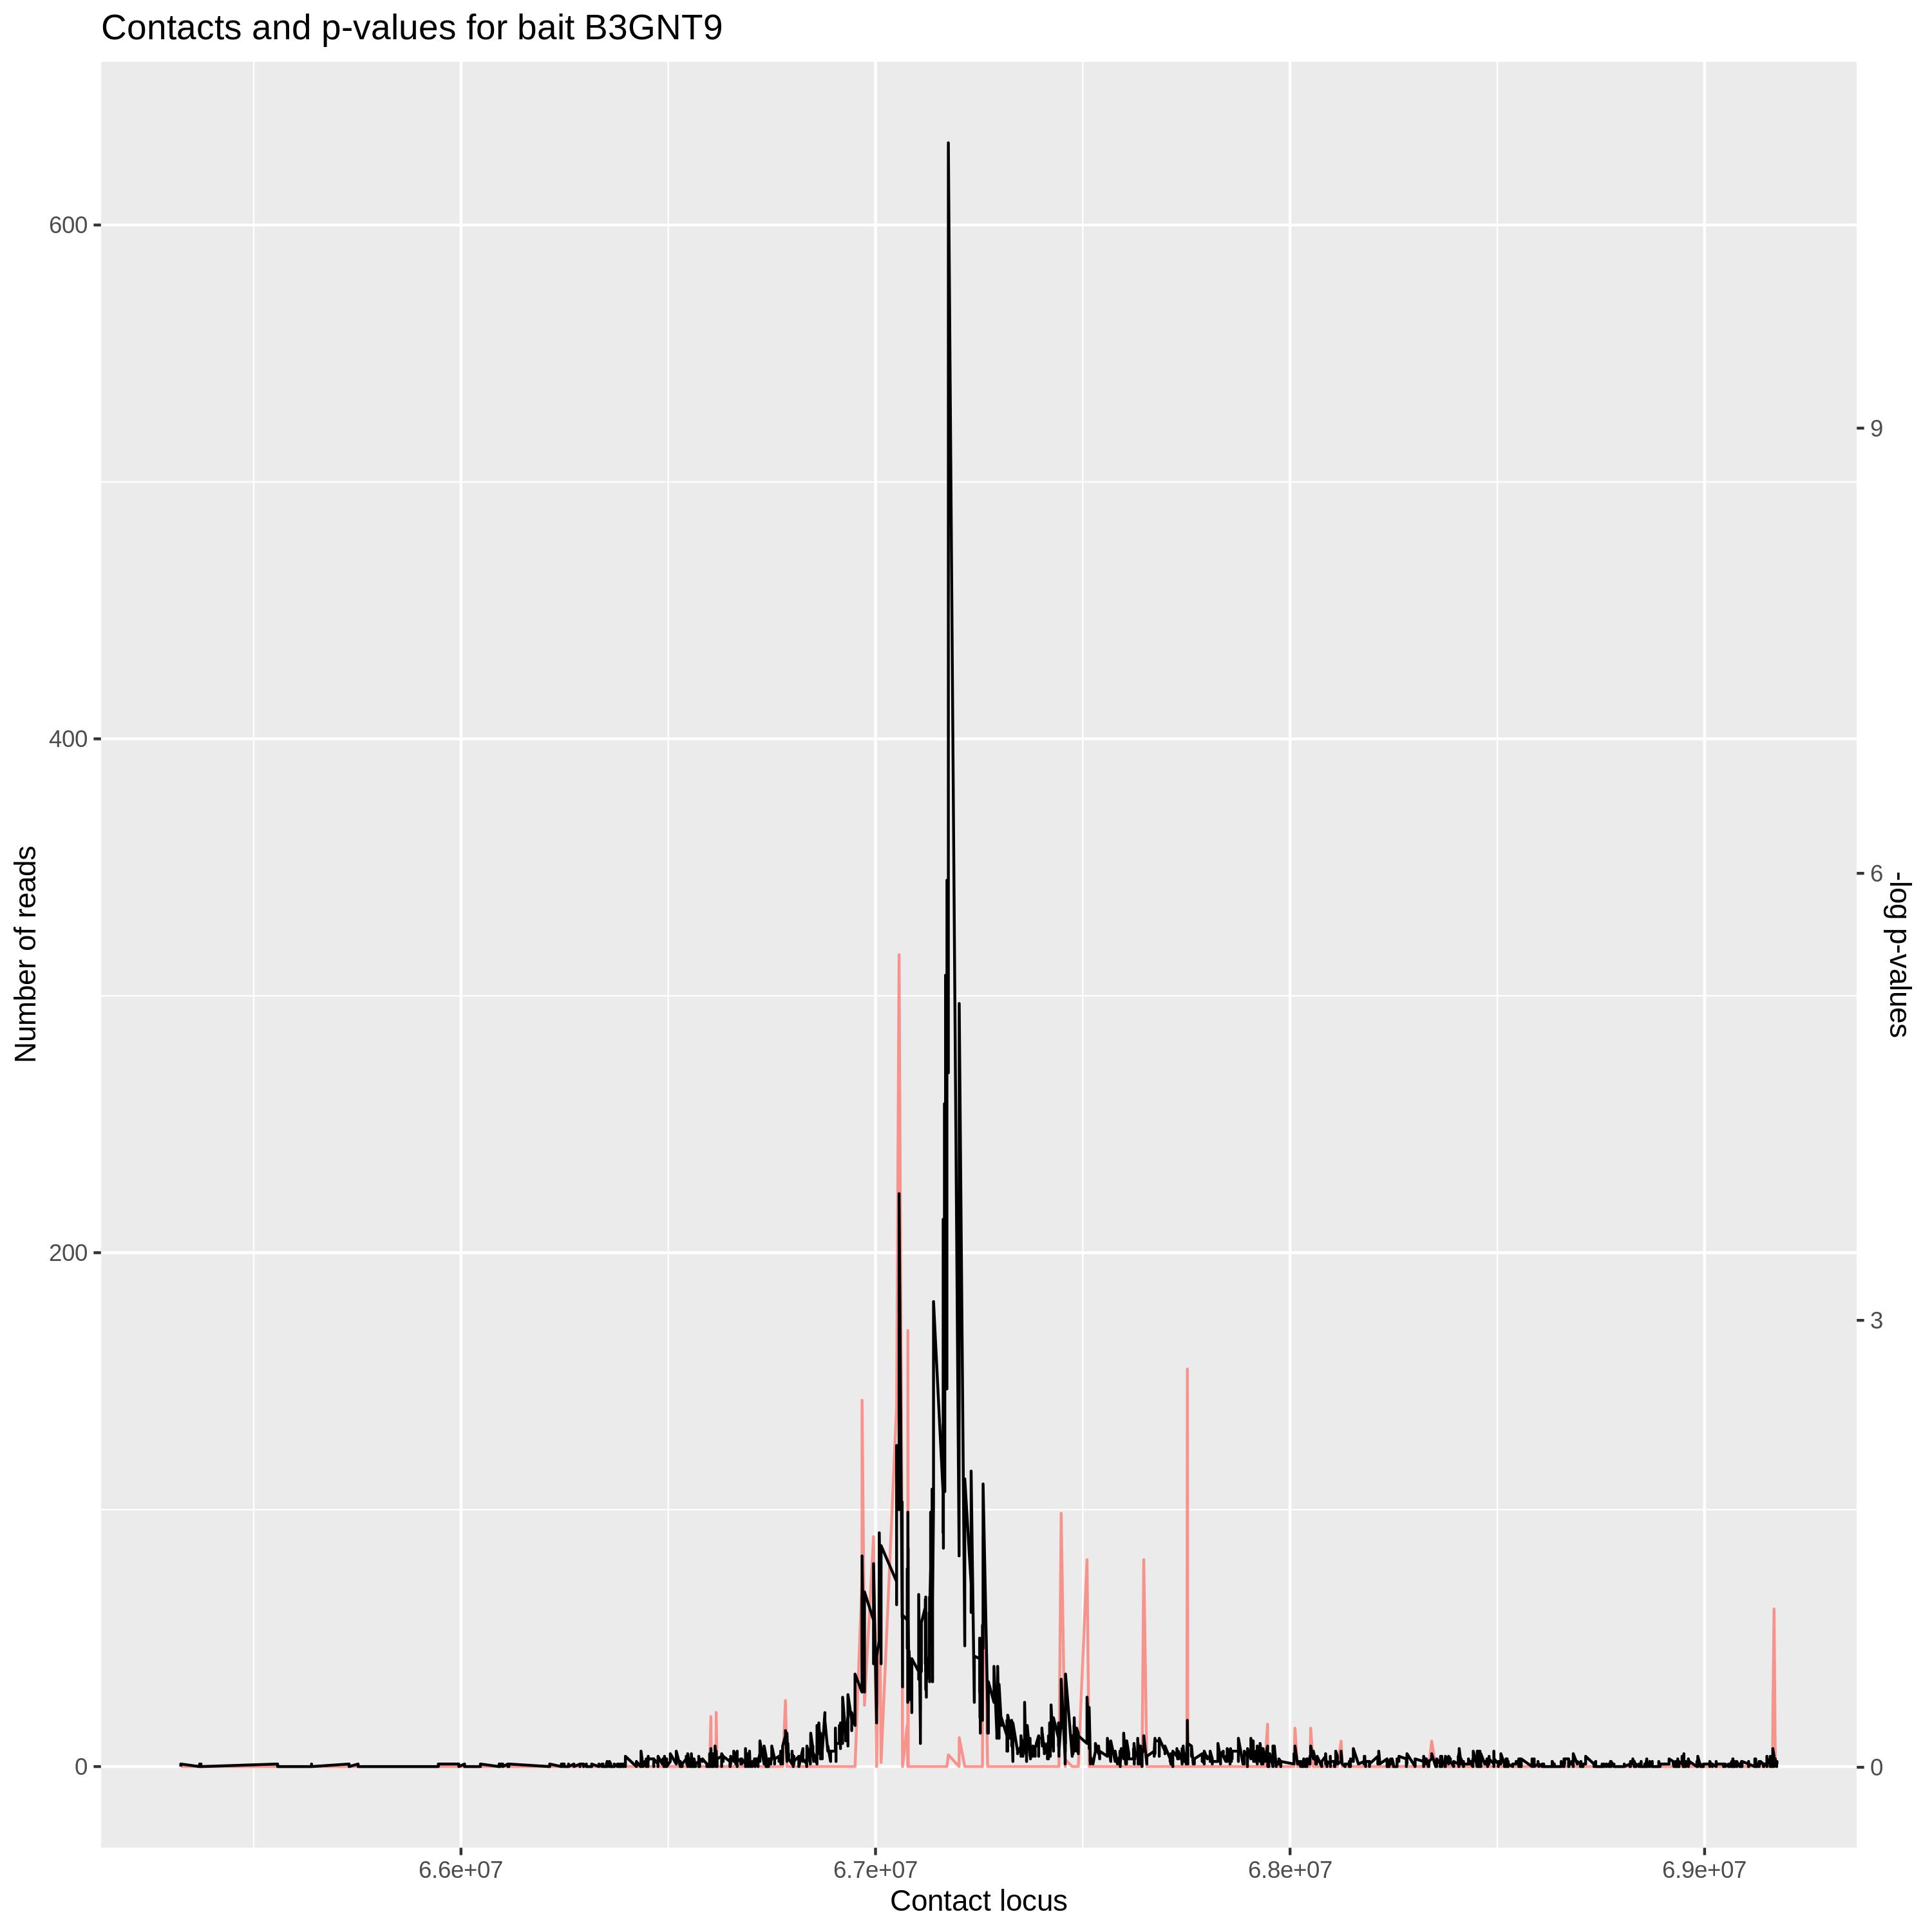 Contacts and p-values for bait B3GNT9
600
400
200
0
Number of reads
9
6
3
0
-log p-values
6.6e+07
6.7e+07
6.8e+07
6.9e+07
Contact locus